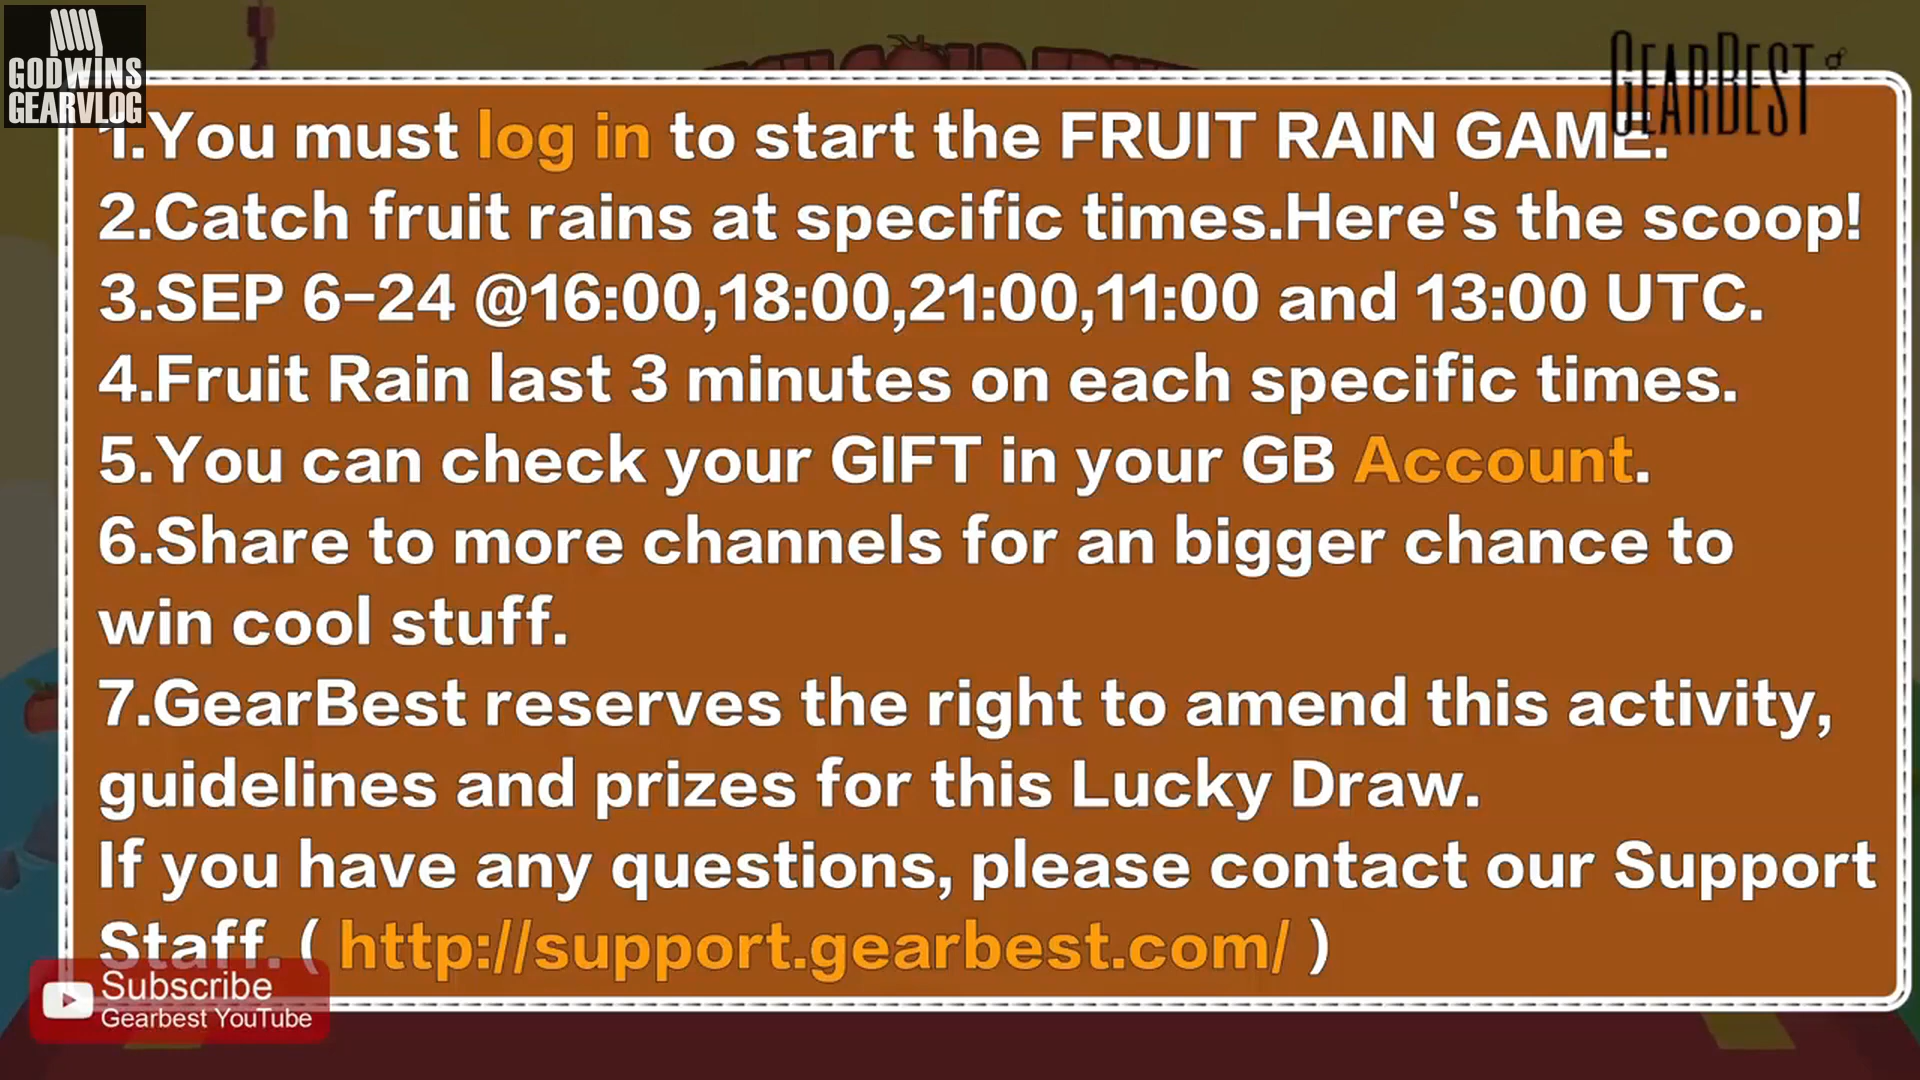 GODWINS
GEARVLOG
GEARBEST
1.You must log in to start the FRUIT RAIN GAME.
2.Catch fruit rains at specific times.Here's the scoop!
3.SEP 6-24 @16:00,18:00,21:00,11:00 and 13:00 UTC.
4.Fruit Rain last 3 minutes on each specific times.
5.You can check your GIFT in your GB Account.
6.Share to more channels for an bigger chance to
win cool stuff.
7.GearBest reserves the right to amend this activity,
guidelines and prizes for this Lucky Draw.
If you have any questions, please contact our Support
Staff. ( http://support.gearbest.com/ )
Subscribe
Gearbest YouTube